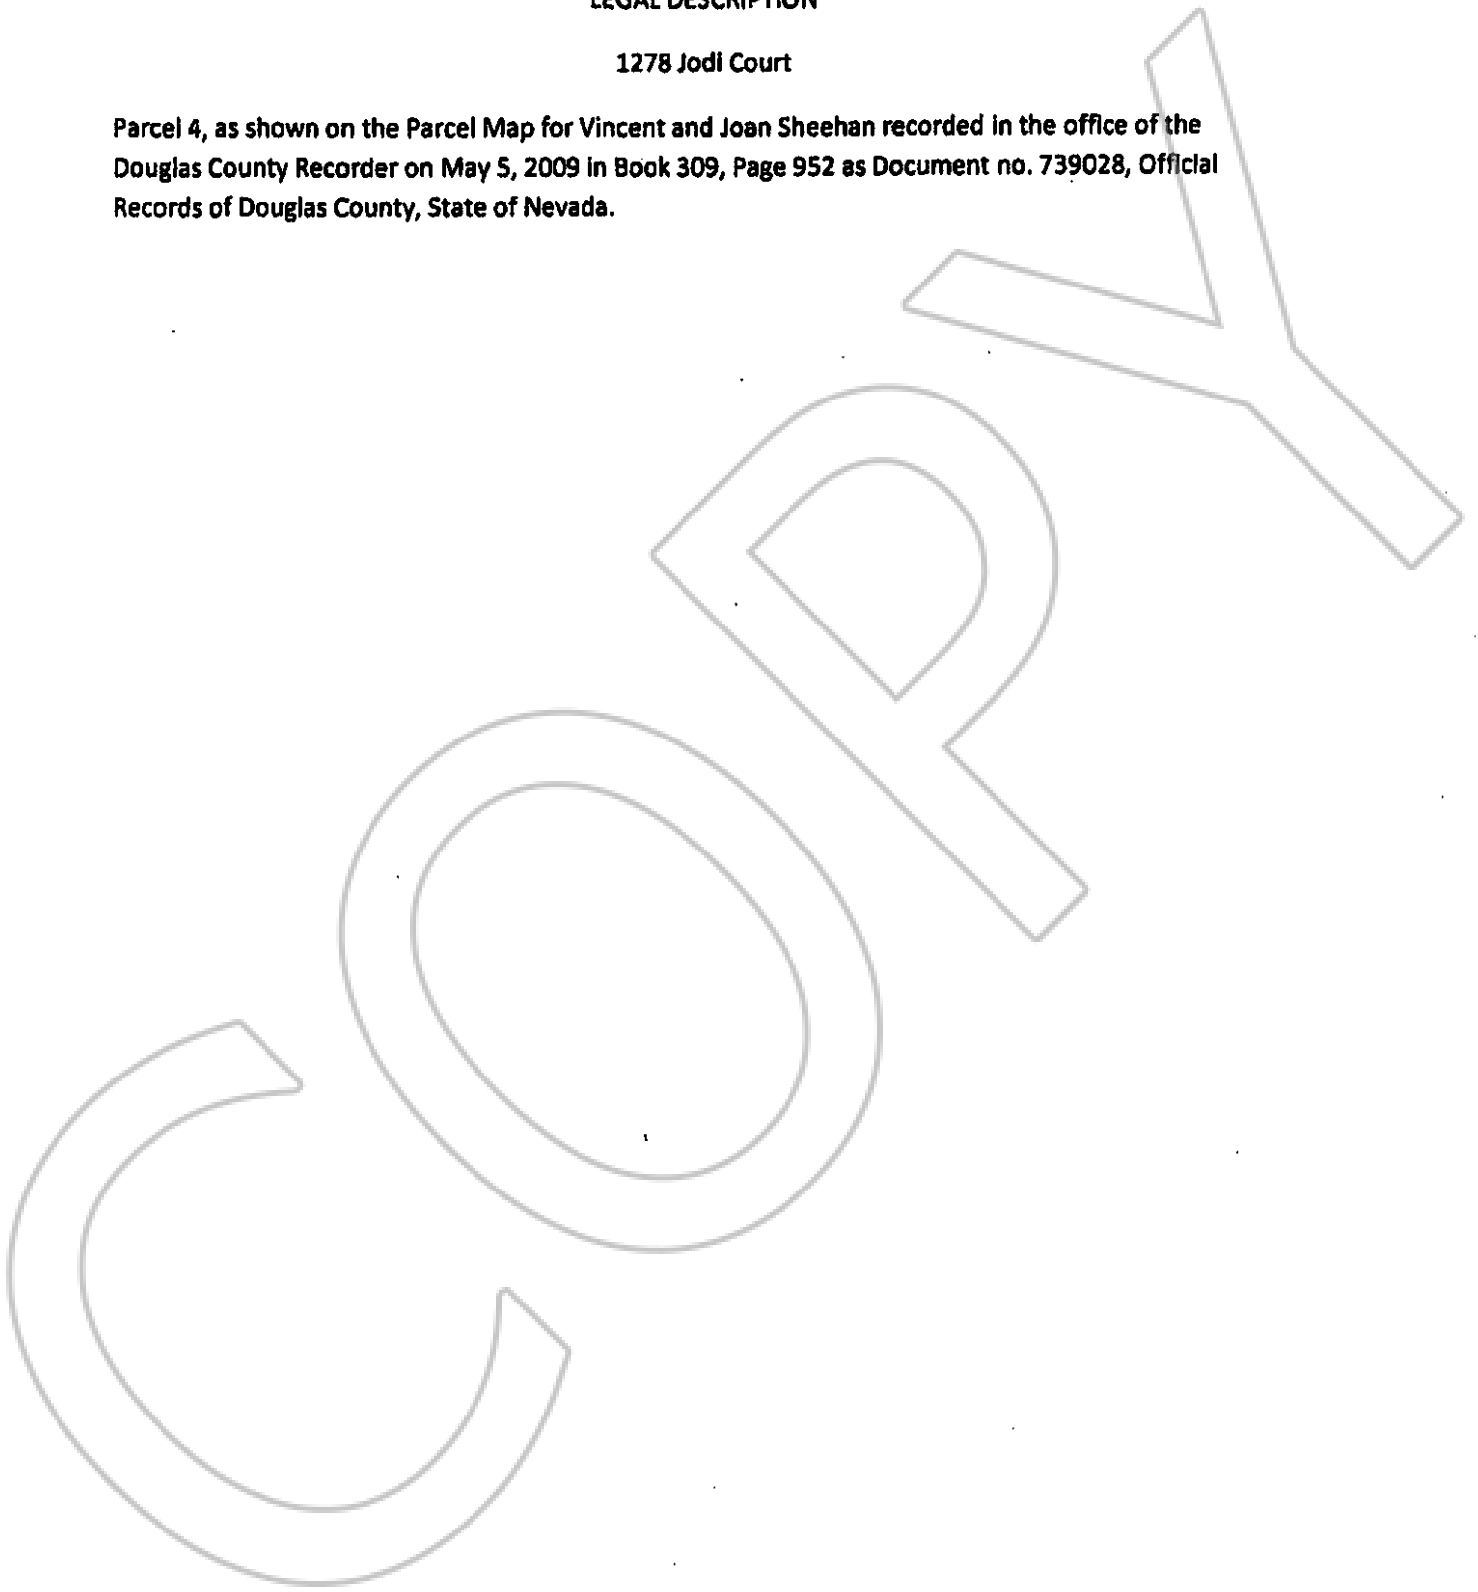 LEGAL DESCRIPTION
1278 Jodi Court
Parcel 4, as shown on the Parcel Map for Vincent and Joan Sheehan recorded in the office of the
Douglas County Recorder on May 5, 2009 in Book 309, Page 952 as Document no. 739028, Official
Records of Douglas County, State of Nevada.
COPY